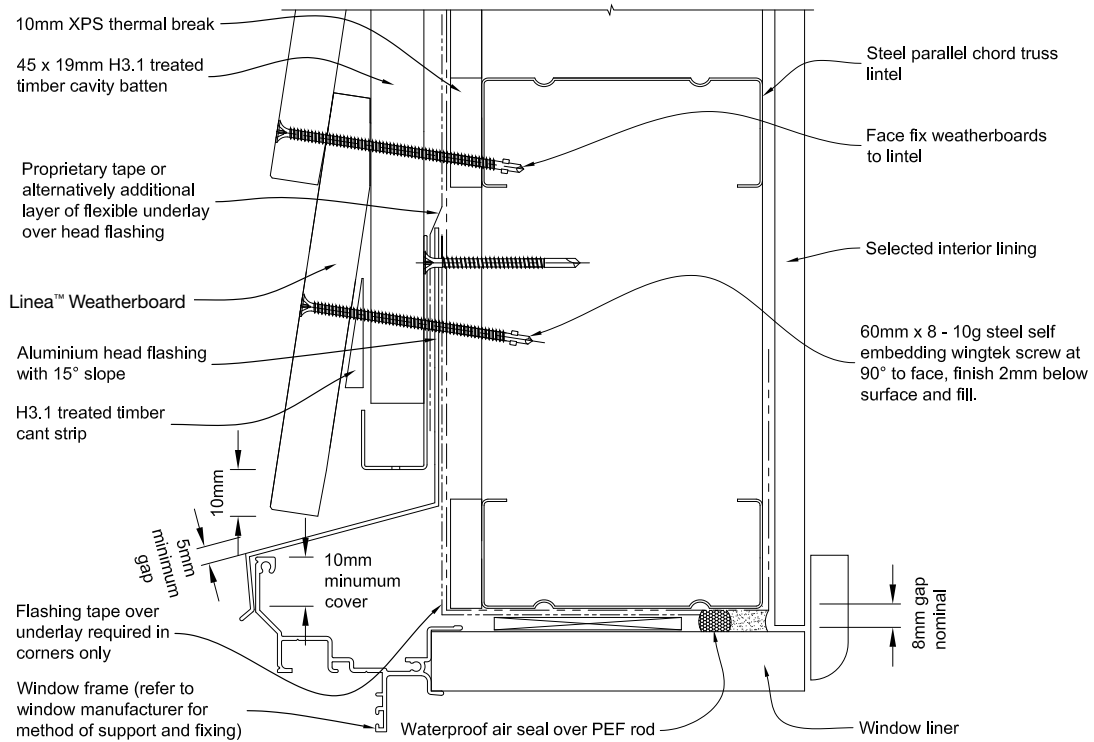 10mm XPS thermal break
45 x 19mm H3.1 treated
timber cavity batten
Proprietary tape or
alternatively additional
layer of flexible underlay
over head flashing
Linea™ Weatherboard
Aluminium head flashing
with 15° slope
H3.1 treated timber
cant strip
10mm
5mm
minimum
gap
10mm
minumum
cover
Flashing tape over
underlay required in
corners only
Window frame (refer to
window manufacturer for
method of support and fixing)
Waterproof air seal over PEF rod
Steel parallel chord truss
lintel
Face fix weatherboards
to lintel
Selected interior lining
60mm x 8 - 10g steel self
embedding wingtek screw at
90° to face, finish 2mm below
surface and fill.
8mm gap
nominal
Window liner